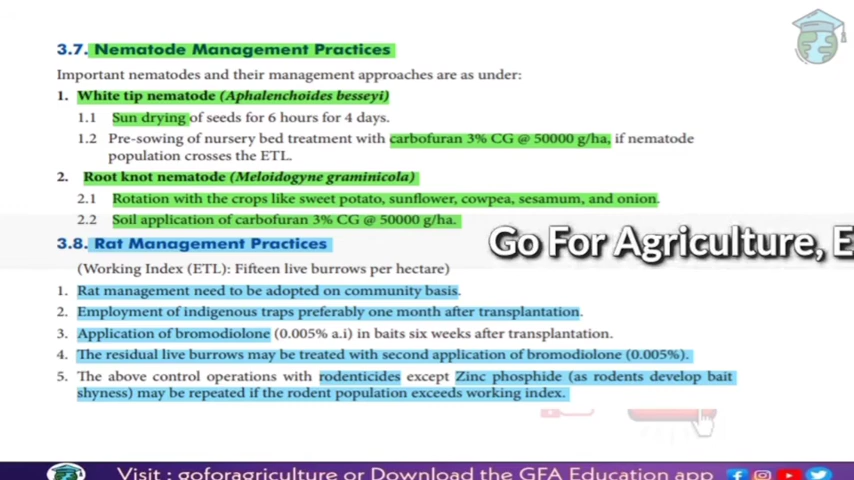 3.7. Nematode Management Practices
Important nematodes and their management approaches are as under:
1. White tip nematode (Aphalenchoides besseyi)
1.1 Sun drying of seeds for 6 hours for 4 days.
1.2 Pre-sowing of nursery bed treatment with carbofuran 3% CG @ 50000 g/ha, if nematode
population crosses the ETL.
2. Root knot nematode (Meloidogyne graminicola)
2.1 Rotation with the crops like sweet potato, sunflower, cowpea, sesamum, and onion.
2.2 Soil application of carbofuran 3% CG @ 50000 g/ha.
Go For Agriculture, E
3.8. Rat Management Practices
(Working Index (ETL): Fifteen live burrows per hectare)
1. Rat management need to be adopted on community basis.
2. Employment of indigenous traps preferably one month after transplantation.
3. Application of bromodiolone (0.005% a.i) in baits six weeks after transplantation.
4. The residual live burrows may be treated with second application of bromodiolone (0.005%).
5. The above control operations with rodenticides except Zinc phosphide (as rodents develop bait
shyness) may be repeated if the rodent population exceeds working index.
Visit : goforagriculture or Download the GFA Education app